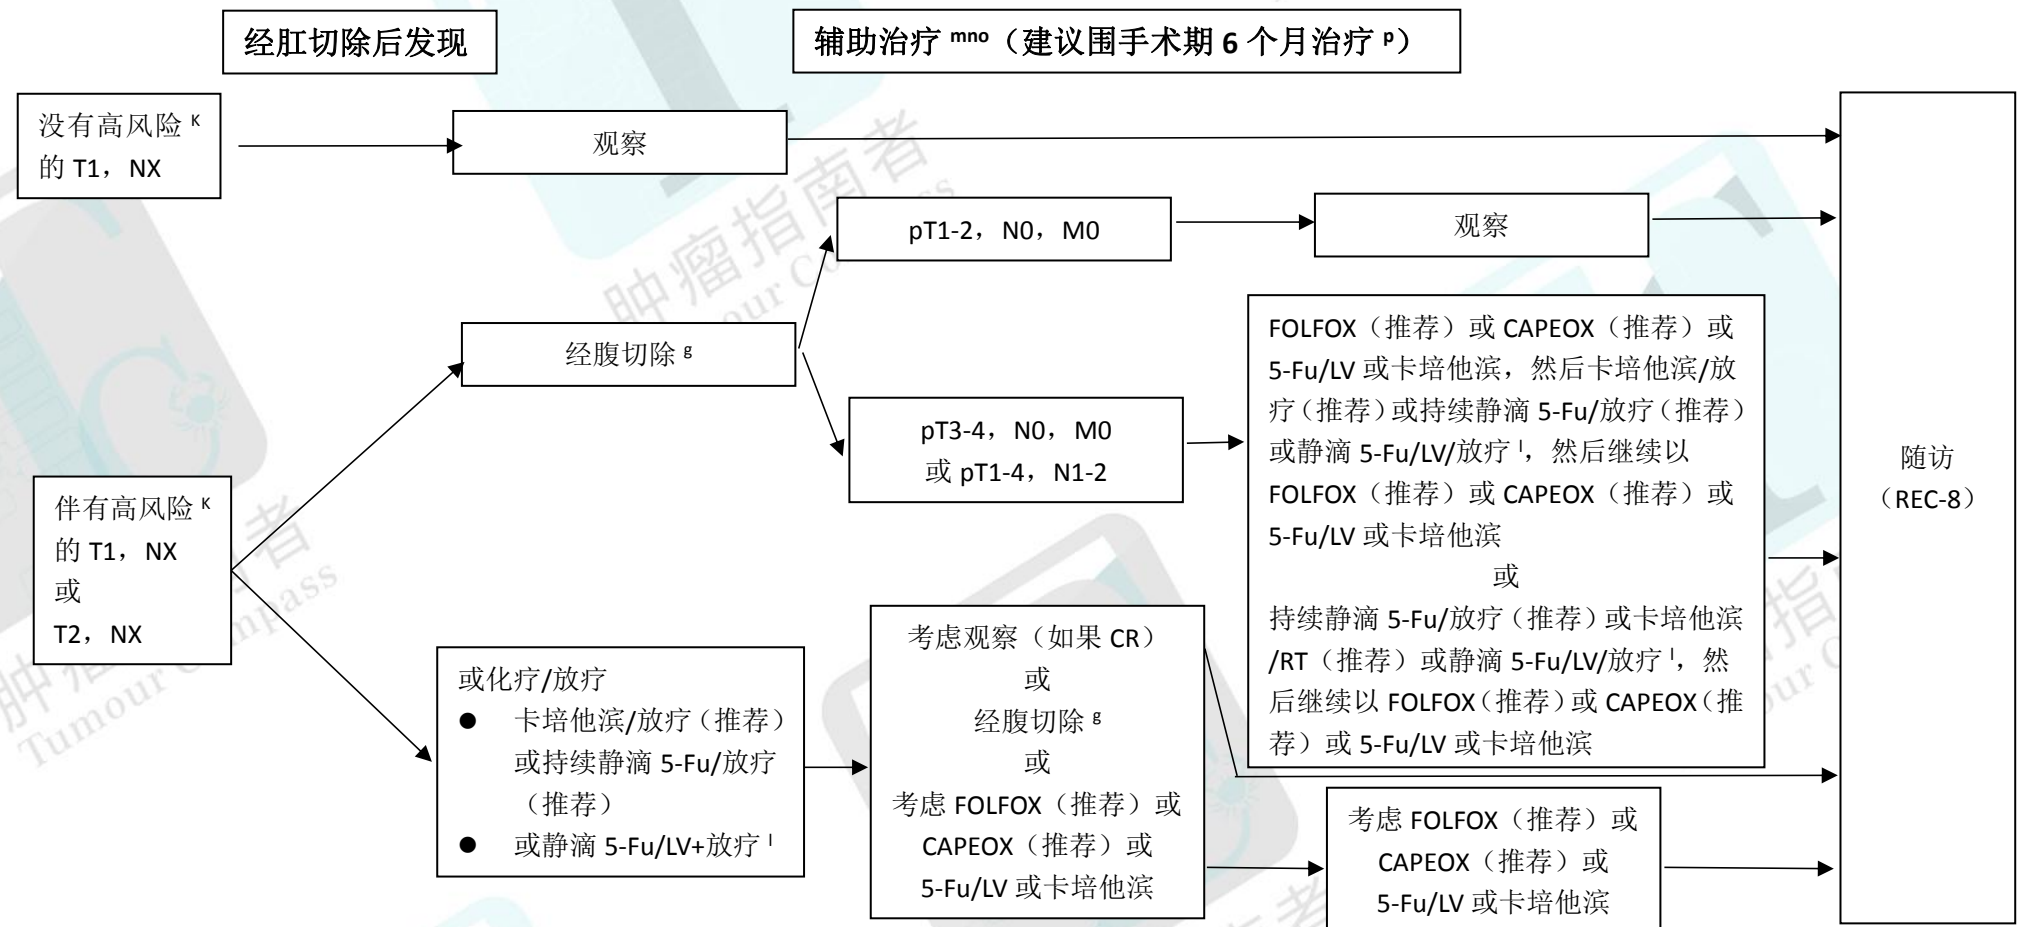 经肛切除后发现
辅助治疗 mno（建议围手术期 6 个月治疗 p）
没有高风险 K
的 T1，NX
观察
pT1-2，N0，M0
观察
经腹切除 g
pT3-4，N0，M0
或 pT1-4，N1-2
FOLFOX（推荐）或 CAPEOX（推荐）或
5-Fu/LV 或卡培他滨，然后卡培他滨/放
疗（推荐）或持续静滴 5-Fu/放疗（推荐）
或静滴 5-Fu/LV/放疗 l，然后继续以
FOLFOX（推荐）或 CAPEOX（推荐）或
5-Fu/LV 或卡培他滨
或
持续静滴 5-Fu/放疗（推荐）或卡培他滨
/RT（推荐）或静滴 5-Fu/LV/放疗 l，然
后继续以 FOLFOX（推荐）或 CAPEOX（推
荐）或 5-Fu/LV 或卡培他滨
随访
（REC-8）
伴有高风险 K
的 T1，NX
或
T2，NX
或化疗/放疗
● 卡培他滨/放疗（推荐）
或持续静滴 5-Fu/放疗
（推荐）
● 或静滴 5-Fu/LV+放疗 l
考虑观察（如果 CR）
或
经腹切除 g
或
考虑 FOLFOX（推荐）或
CAPEOX（推荐）或
5-Fu/LV 或卡培他滨
考虑 FOLFOX（推荐）或
CAPEOX（推荐）或
5-Fu/LV 或卡培他滨
肿瘤指南者
Tumour Compass